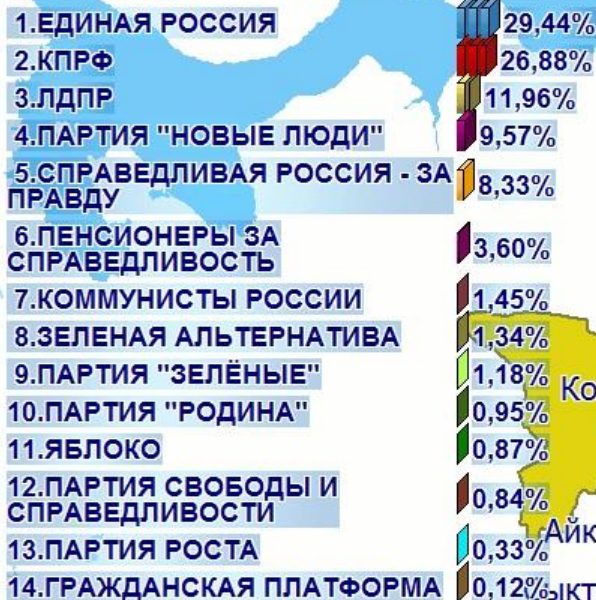 1.ЕДИНАЯ РОССИЯ 29,44%
2.КПРФ 26,88%
3.ЛДПР 11,96%
4.ПАРТИЯ "НОВЫЕ ЛЮДИ" 9,57%
5.СПРАВЕДЛИВАЯ РОССИЯ - ЗА
ПРАВДУ 8,33%
6.ПЕНСИОНЕРЫ ЗА
СПРАВЕДЛИВОСТЬ 3,60%
7.КОММУНИСТЫ РОССИИ 1,45%
8.ЗЕЛЕНАЯ АЛЬТЕРНАТИВА 1,34%
9.ПАРТИЯ "ЗЕЛЁНЫЕ" 1,18%
Ко
10.ПАРТИЯ "РОДИНА" 0,95%
11.ЯБЛОКО 0,87%
12.ПАРТИЯ СВОБОДЫ И
СПРАВЕДЛИВОСТИ 0,84%
Айк
13.ПАРТИЯ РОСТА 0,33%
14.ГРАЖДАНСКАЯ ПЛАТФОРМА 0,12%
ыкт